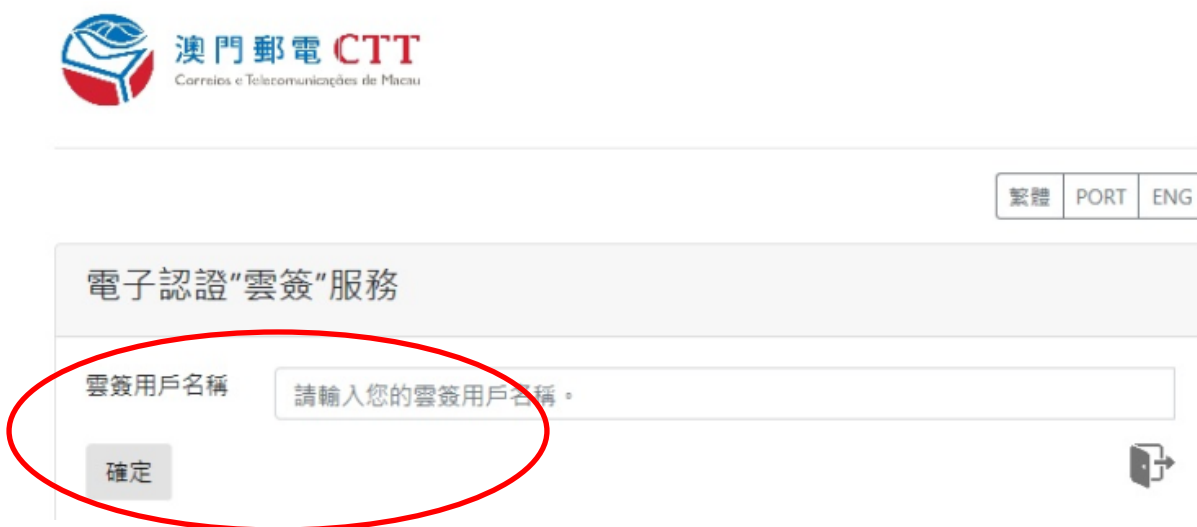 澳門郵電 CTT
Correios e Telecomunicações de Macau
繁體 PORT ENG
電子認證"雲簽"服務
雲簽用戶名稱 請輸入您的雲簽用戶名稱。
確定